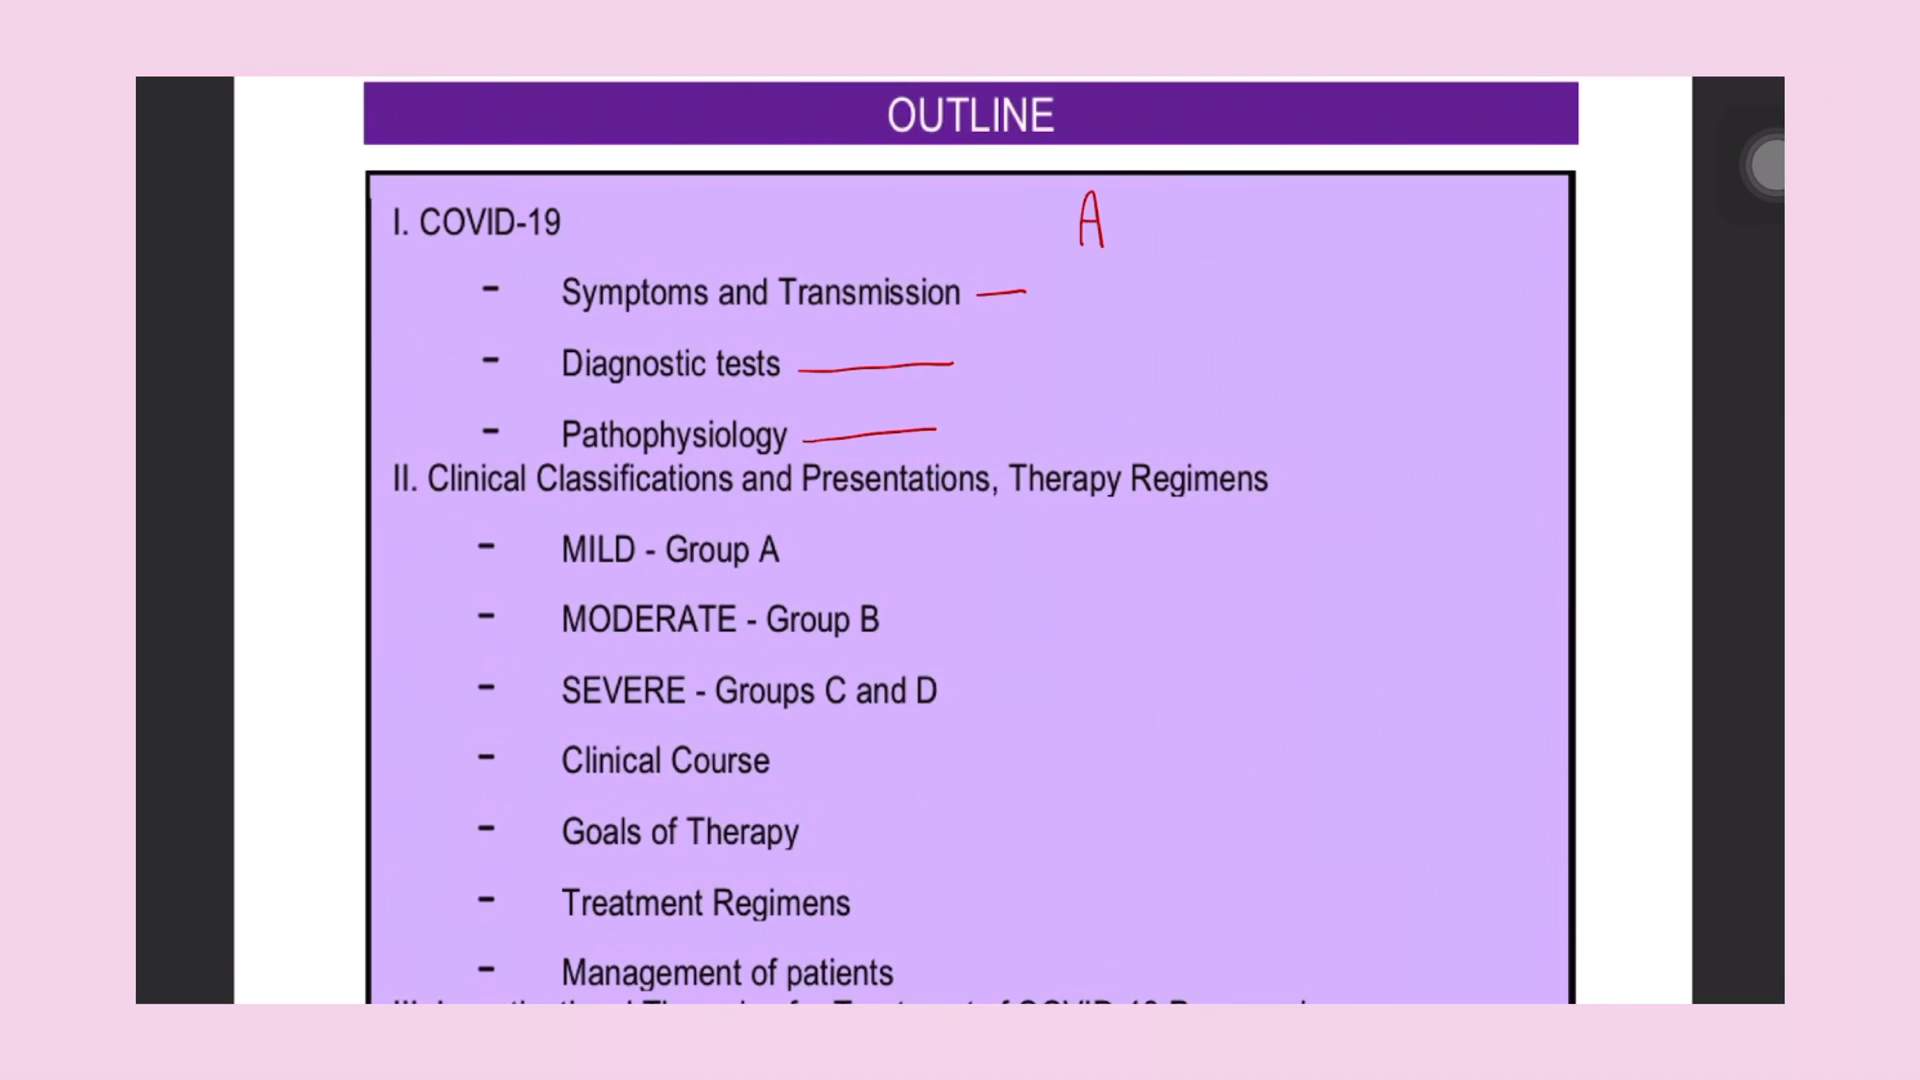 OUTLINE
A
I. COVID-19
- Symptoms and Transmission
- Diagnostic tests
- Pathophysiology
II. Clinical Classifications and Presentations, Therapy Regimens
- MILD - Group A
- MODERATE - Group B
- SEVERE - Groups C and D
- Clinical Course
- Goals of Therapy
- Treatment Regimens
- Management of patients